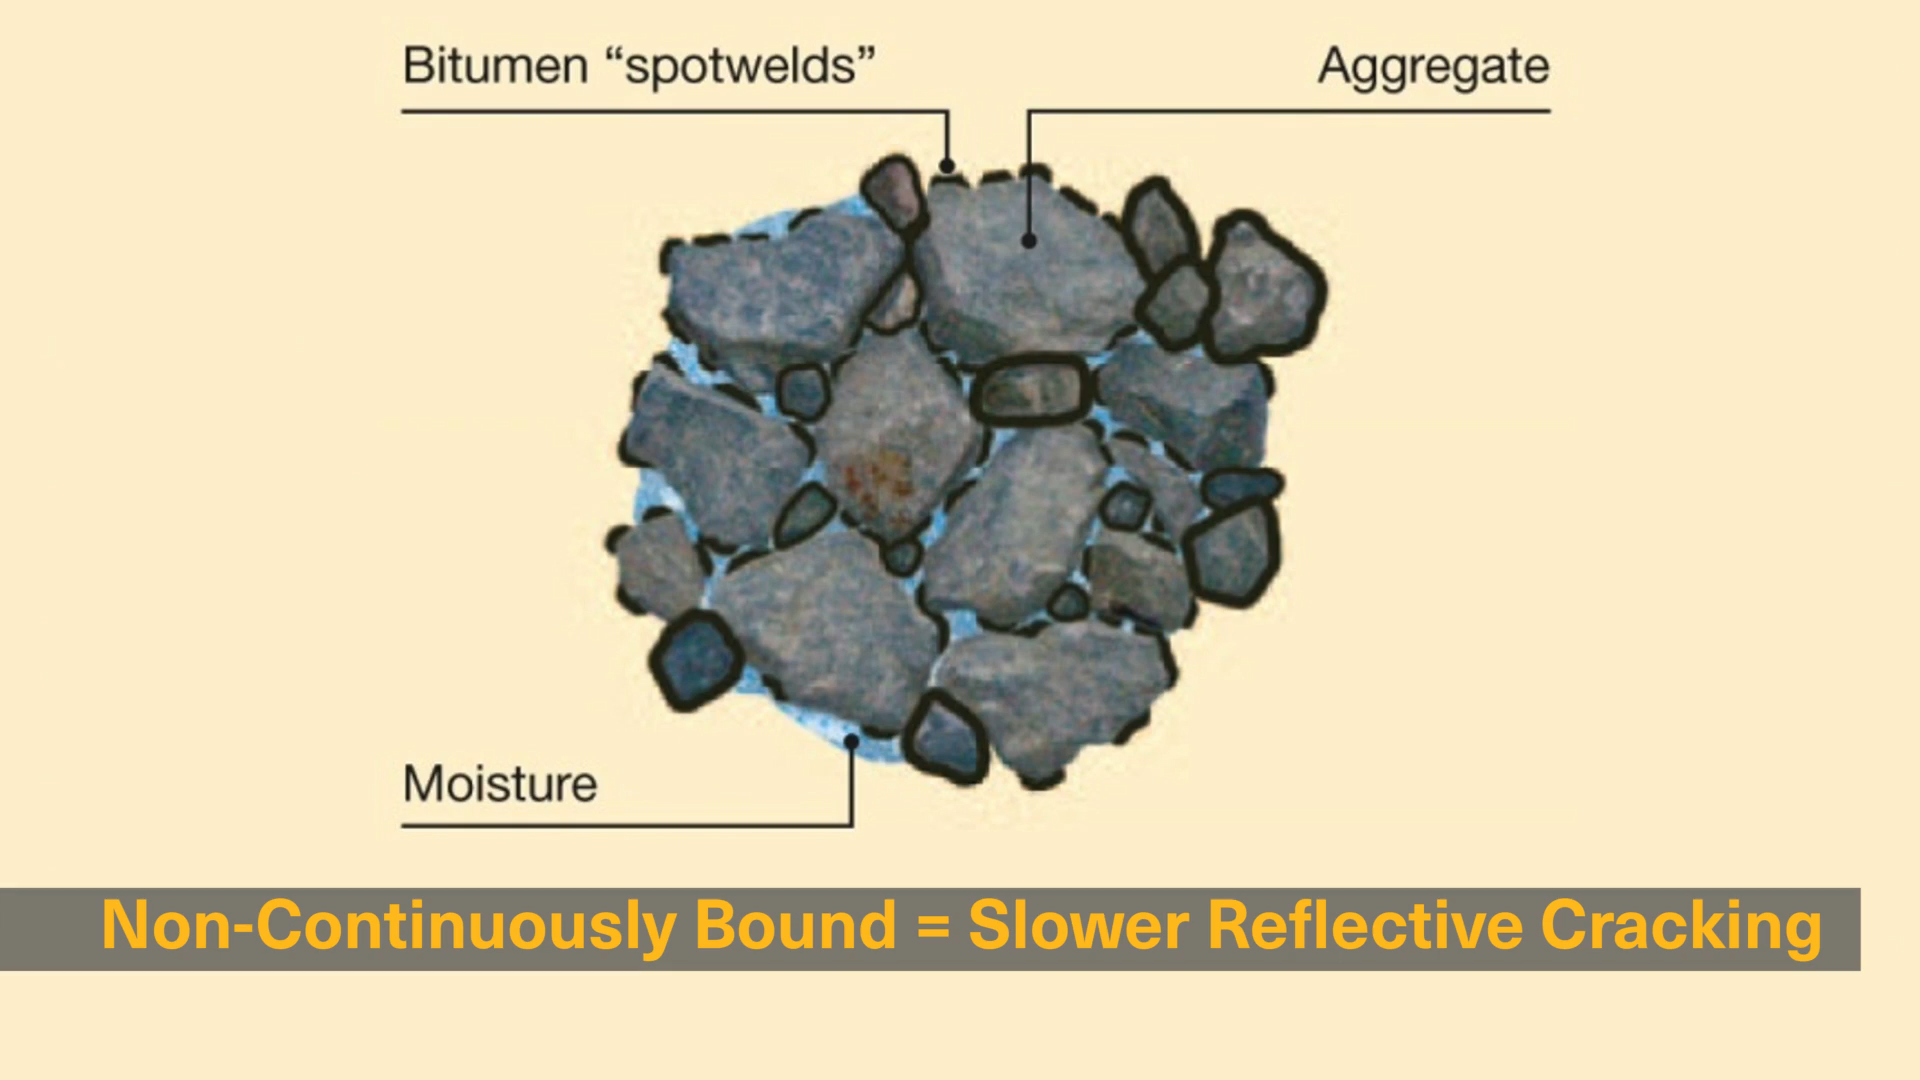 Bitumen “spotwelds”
Aggregate
Moisture
Non-Continuously Bound = Slower Reflective Cracking